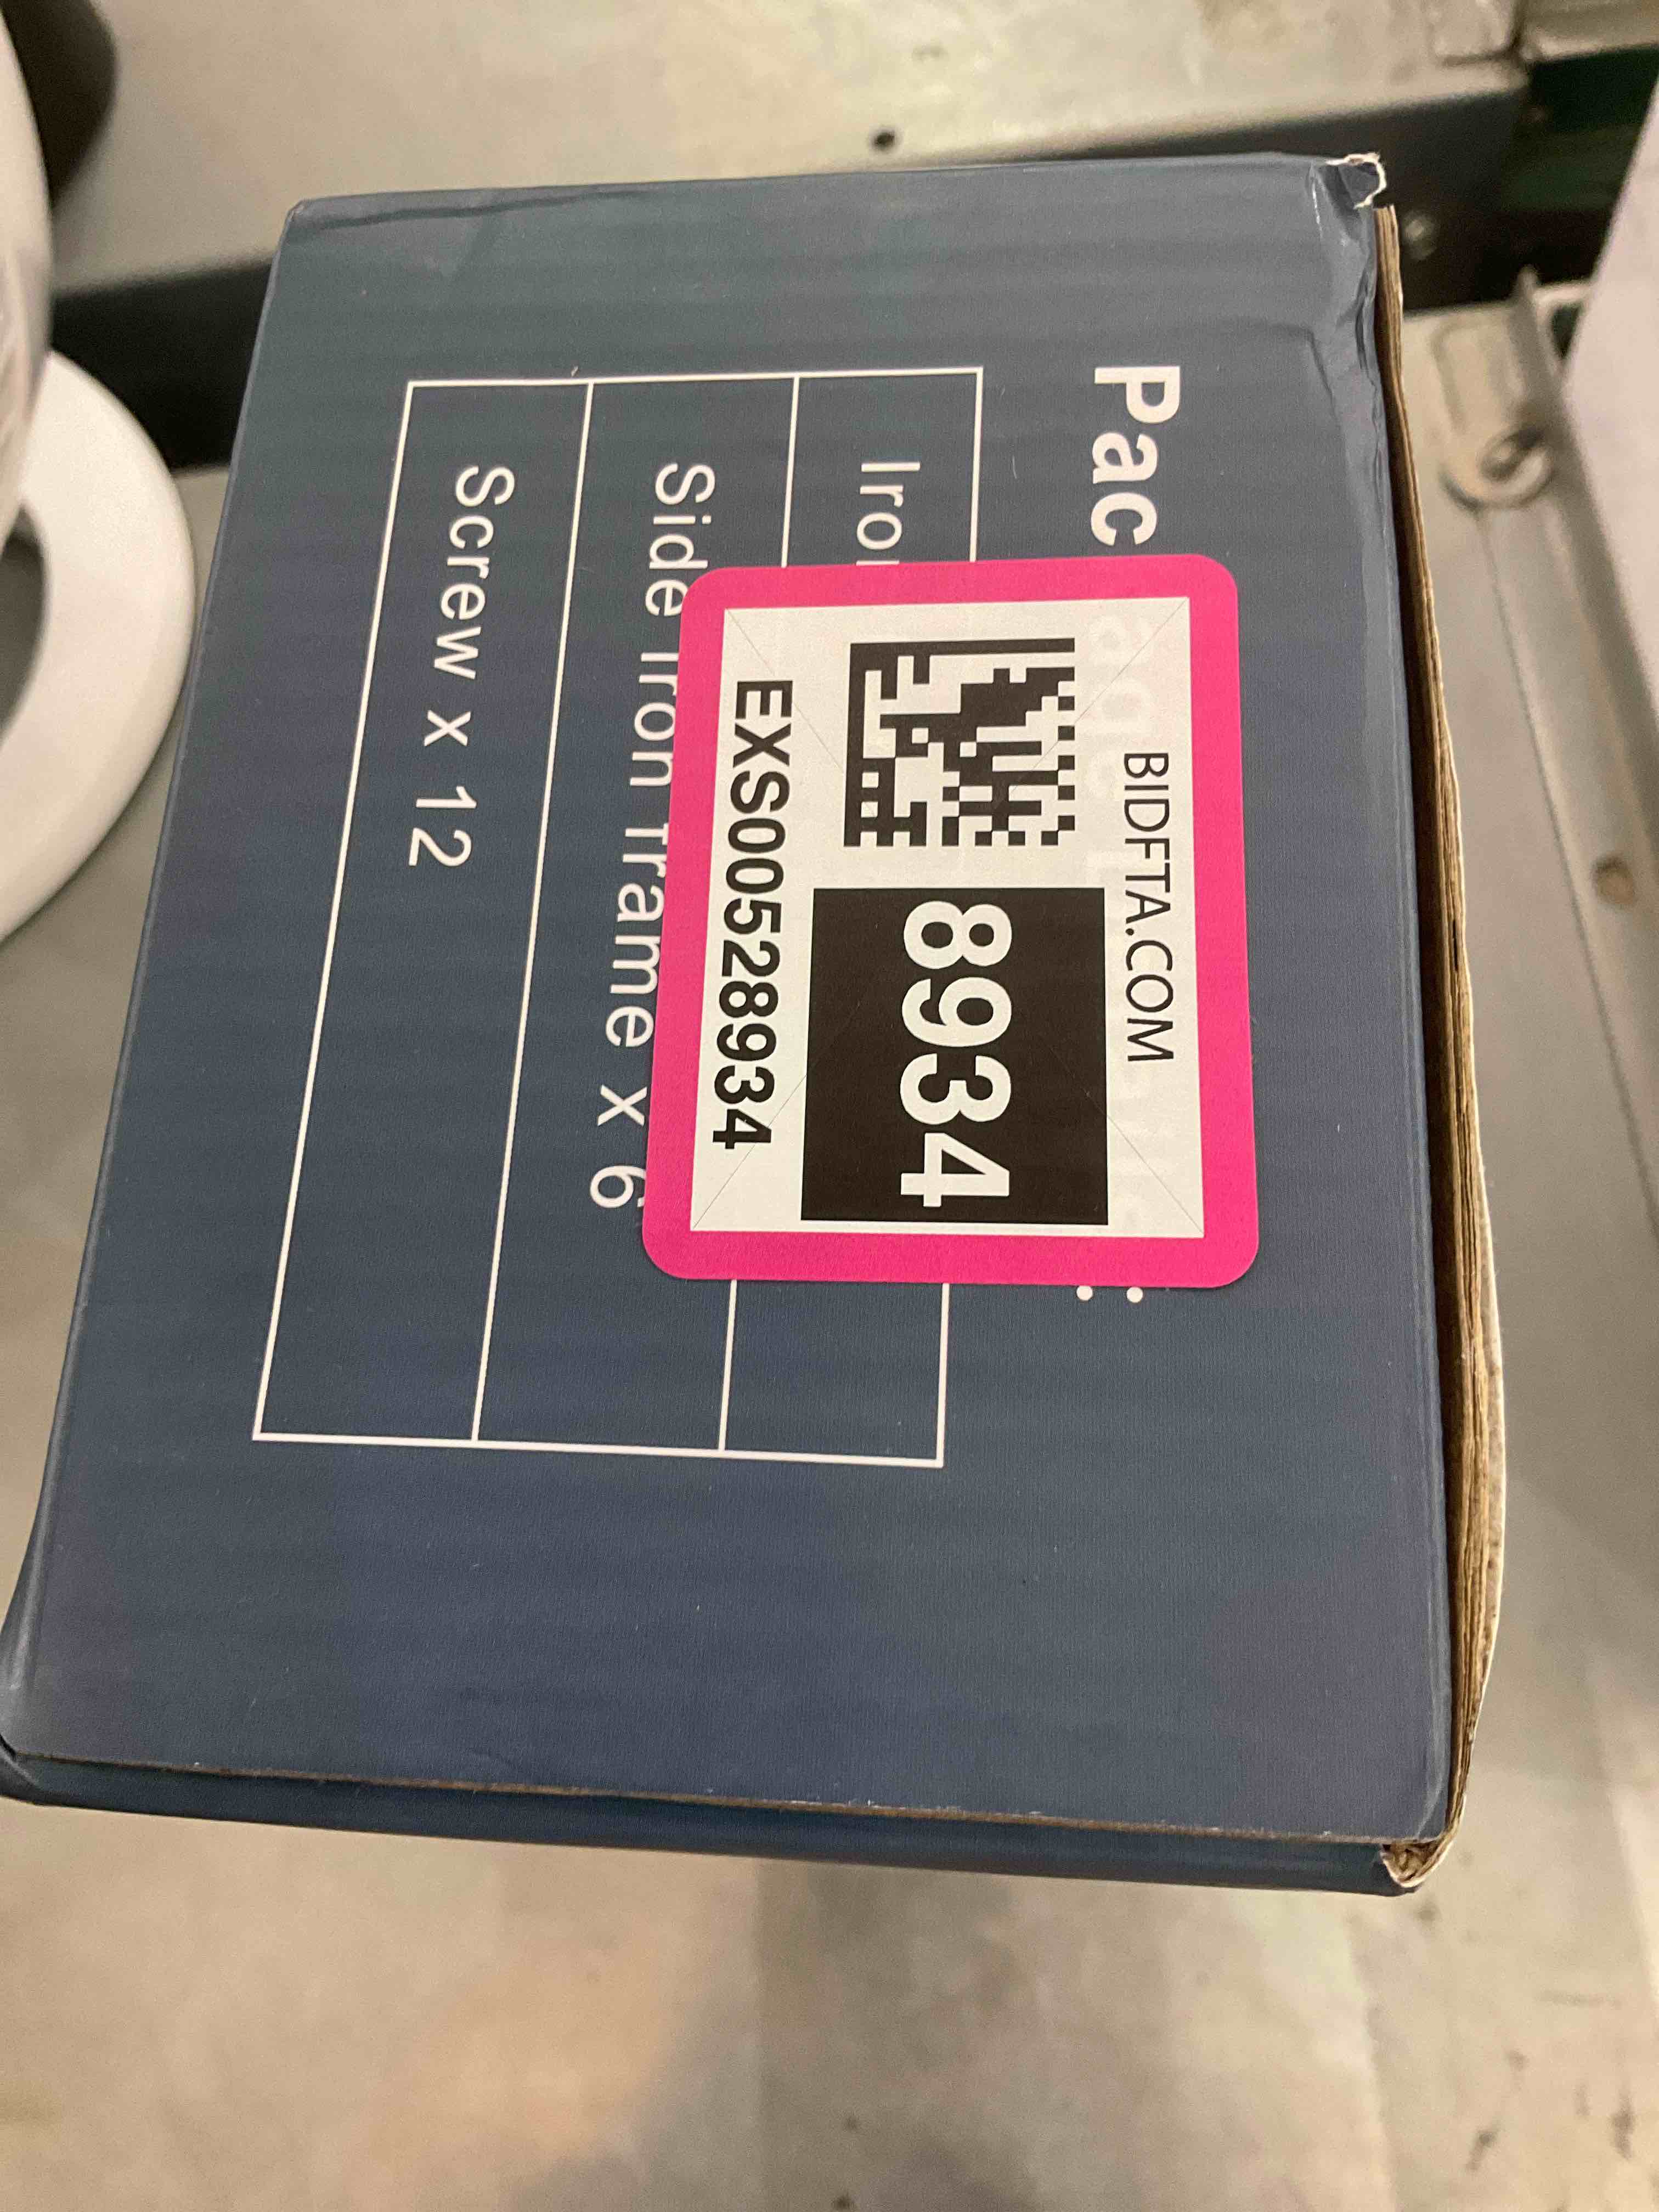 Pac
:
Iro
Side Iron frame x 6
Screw x 12
BIDFTA.COM
8934
EXS00528934